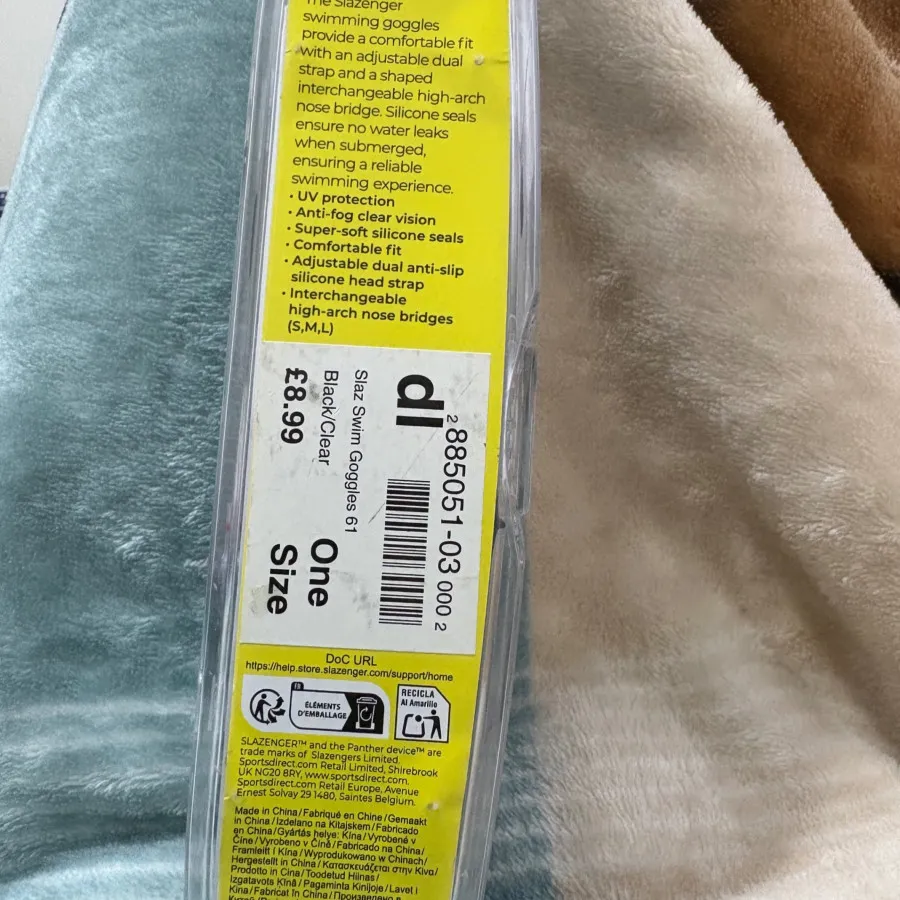 The Slazenger
swimming goggles
provide a comfortable fit
with an adjustable dual
strap and a shaped
interchangeable high-arch
nose bridge. Silicone seals
ensure no water leaks
when submerged,
ensuring a reliable
swimming experience.
• UV protection
• Anti-fog clear vision
• Super-soft silicone seals
• Comfortable fit
• Adjustable dual anti-slip
silicone head strap
• Interchangeable
high-arch nose bridges
(S,M,L)
dl
2 885051-03 000 2
Slaz Swim Goggles 61
Black/Clear
£8.99
One
Size
DoC URL
https://help.store.slazenger.com/support/home
FR
ÉLÉMENTS
D'EMBALLAGE
RECICLA
Al Amarillo
SLAZENGER™ and the Panther device™ are
trade marks of Slazengers Limited.
Sportsdirect.com Retail Limited, Shirebrook
UK NG20 8RY, www.sportsdirect.com.
Sportsdirect.com Retail Europe, Avenue
Ernest Solvay 29 1480, Saintes Belgium.
Made in China/Fabriqué en Chine/Gemaakt
in China/Izdelano na Kitajskem/Fabricado
en China/Gyártás helye: Kína/Vyrobené v
Číne/Vyrobeno v Číně/Fabricado na China/
Framleitt í Kína/Wyprodukowano w Chinach/
Hergestellt in China/Κατασκευάζεται στην Κίνα/
Prodotto in Cina/Toodetud Hiinas/
Izgatavots Ķīnā/Pagaminta Kinijoje/Lavet i
Kina/Fabricat în China/Произведено в